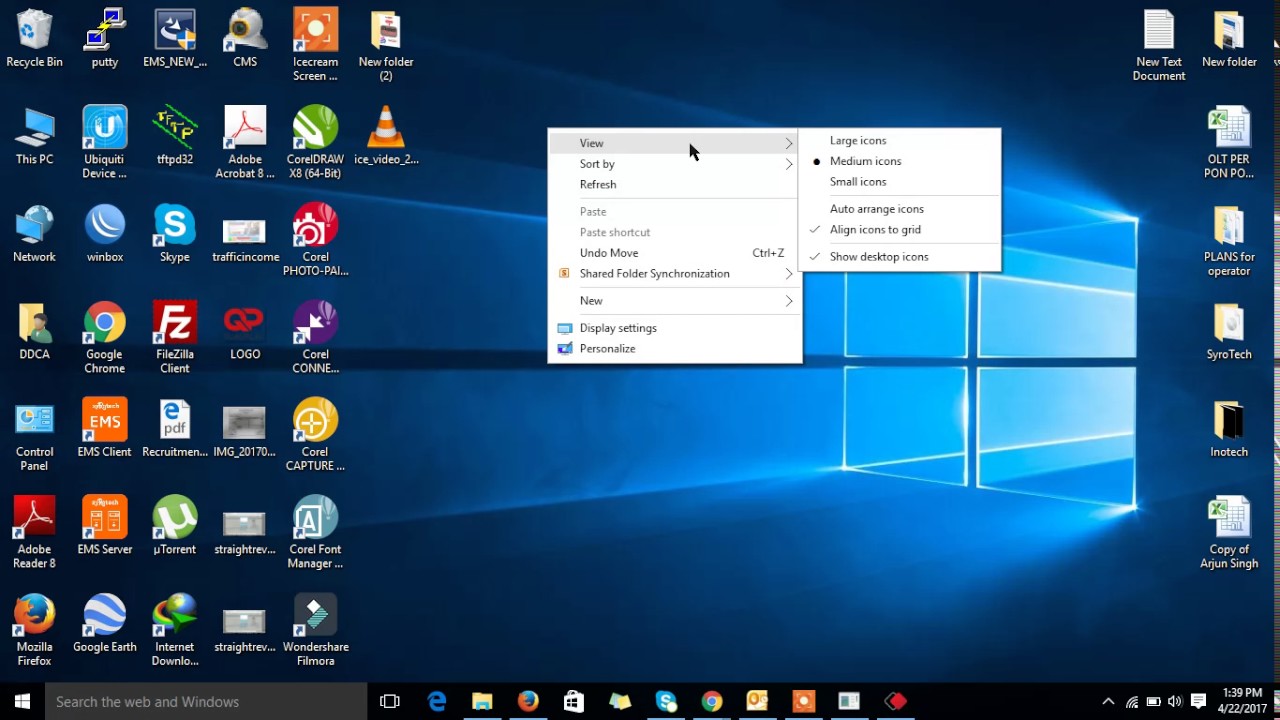 Recycle Bin
putty
EMS_NEW_...
CMS
Icecream
Screen ...
New folder
(2)
New Text
Document
New folder
This PC
Ubiquiti
Device ...
tftpd32
Adobe
Acrobat 8 ...
CorelDRAW
X8 (64-Bit)
ice_video_2...
OLT PER
PON PO...
Network
winbox
Skype
trafficincome
Corel
PHOTO-PAI...
PLANS for
operator
DDCA
Google
Chrome
FileZilla
Client
LOGO
Corel
CONNE...
SyroTech
Control
Panel
EMS
EMS Client
pdf
Recruitmen...
IMG_20170...
Corel
CAPTURE ...
Inotech
Adobe
Reader 8
EMS Server
µTorrent
straightrev...
Corel Font
Manager ...
Copy of
Arjun Singh
Mozilla
Firefox
Google Earth
Internet
Downlo...
straightrev...
Wondershare
Filmora
View
Sort by
Refresh
Paste
Paste shortcut
Undo Move Ctrl+Z
Shared Folder Synchronization
New
Display settings
Personalize
Large icons
Medium icons
Small icons
Auto arrange icons
Align icons to grid
Show desktop icons
Search the web and Windows
1:39 PM
4/22/2017